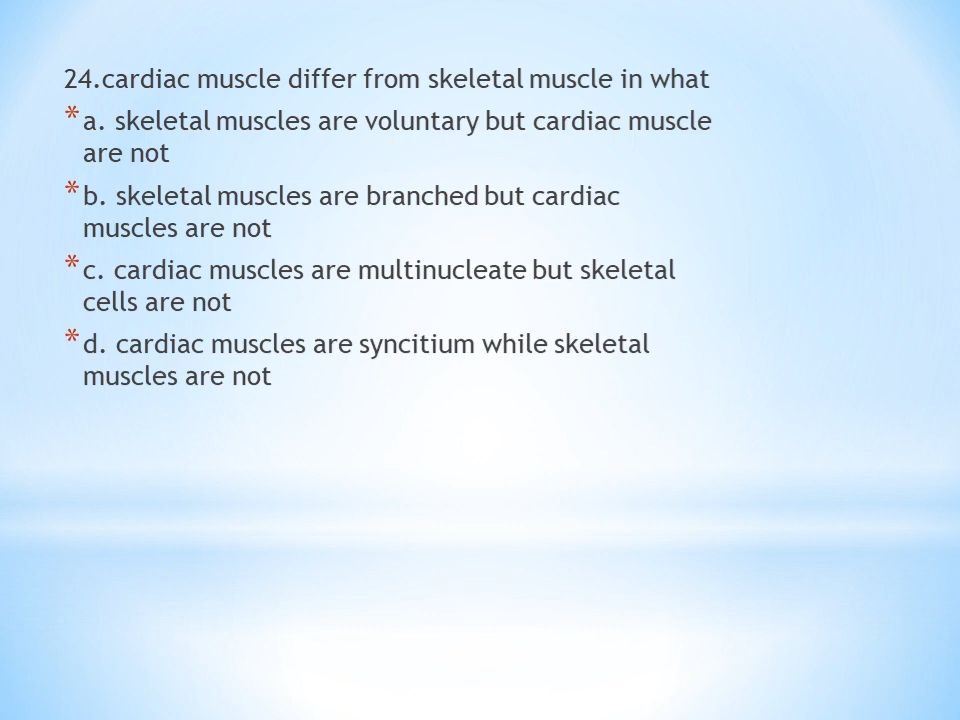 24.cardiac muscle differ from skeletal muscle in what
* a. skeletal muscles are voluntary but cardiac muscle
are not
* b. skeletal muscles are branched but cardiac
muscles are not
* c. cardiac muscles are multinucleate but skeletal
cells are not
* d. cardiac muscles are syncitium while skeletal
muscles are not